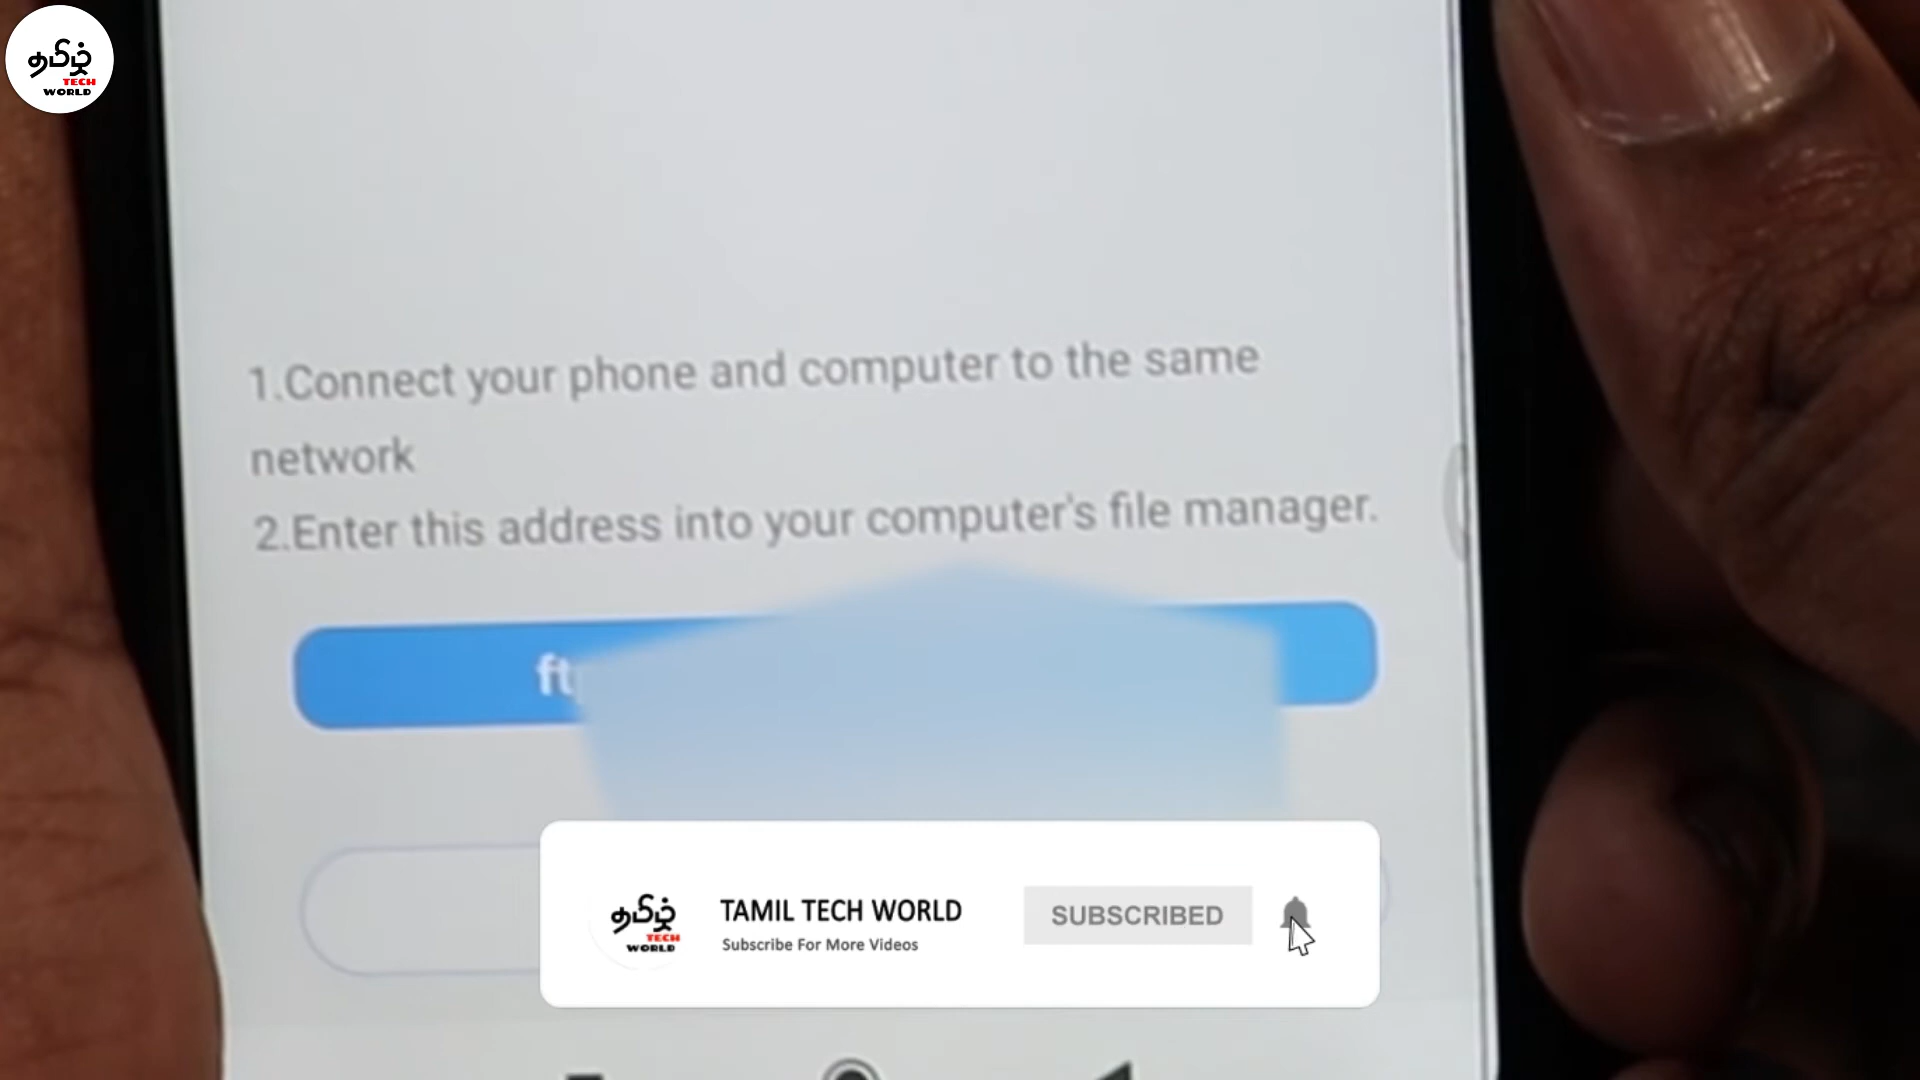 தமிழ்
TECH
WORLD
1.Connect your phone and computer to the same
network
2.Enter this address into your computer's file manager.
தமிழ்
TECH
WORLD
TAMIL TECH WORLD
Subscribe For More Videos
SUBSCRIBED